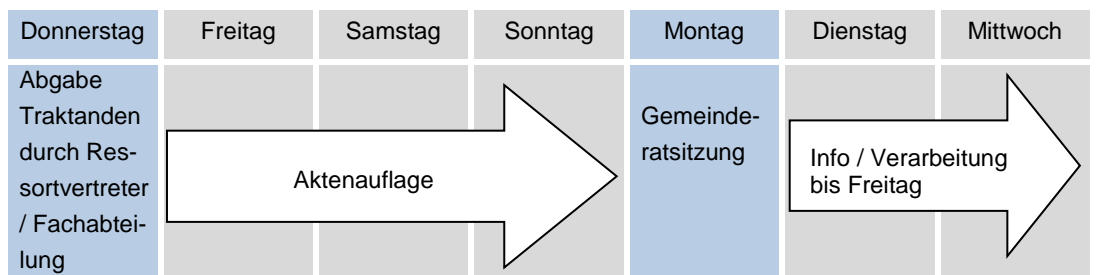 Donnerstag Freitag Samstag Sonntag Montag Dienstag Mittwoch
Abgabe
Traktanden
durch Res-
sortvertreter
/ Fachabtei-
lung
Aktenauflage
Gemeinde-
ratsitzung
Info / Verarbeitung
bis Freitag